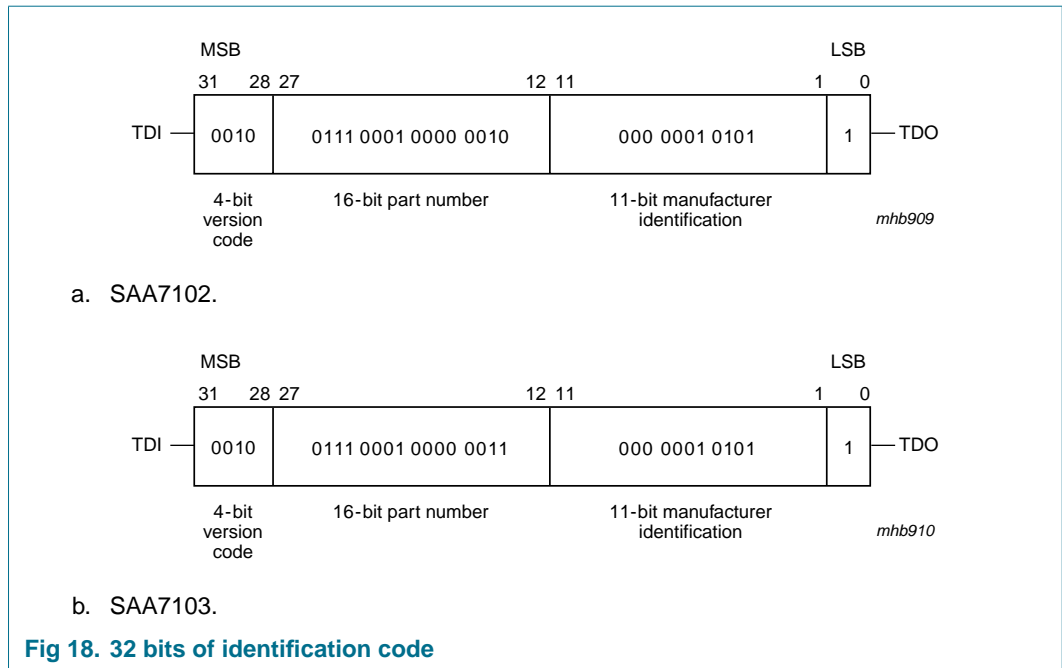 MSB LSB
31 28 27 12 11 1 0
TDI 0010 0111 0001 0000 0010 000 0001 0101 1 TDO
4-bit 16-bit part number 11-bit manufacturer
version identification mhb909
code
a. SAA7102.
MSB LSB
31 28 27 12 11 1 0
TDI 0010 0111 0001 0000 0011 000 0001 0101 1 TDO
4-bit 16-bit part number 11-bit manufacturer
version identification mhb910
code
b. SAA7103.
Fig 18. 32 bits of identification code